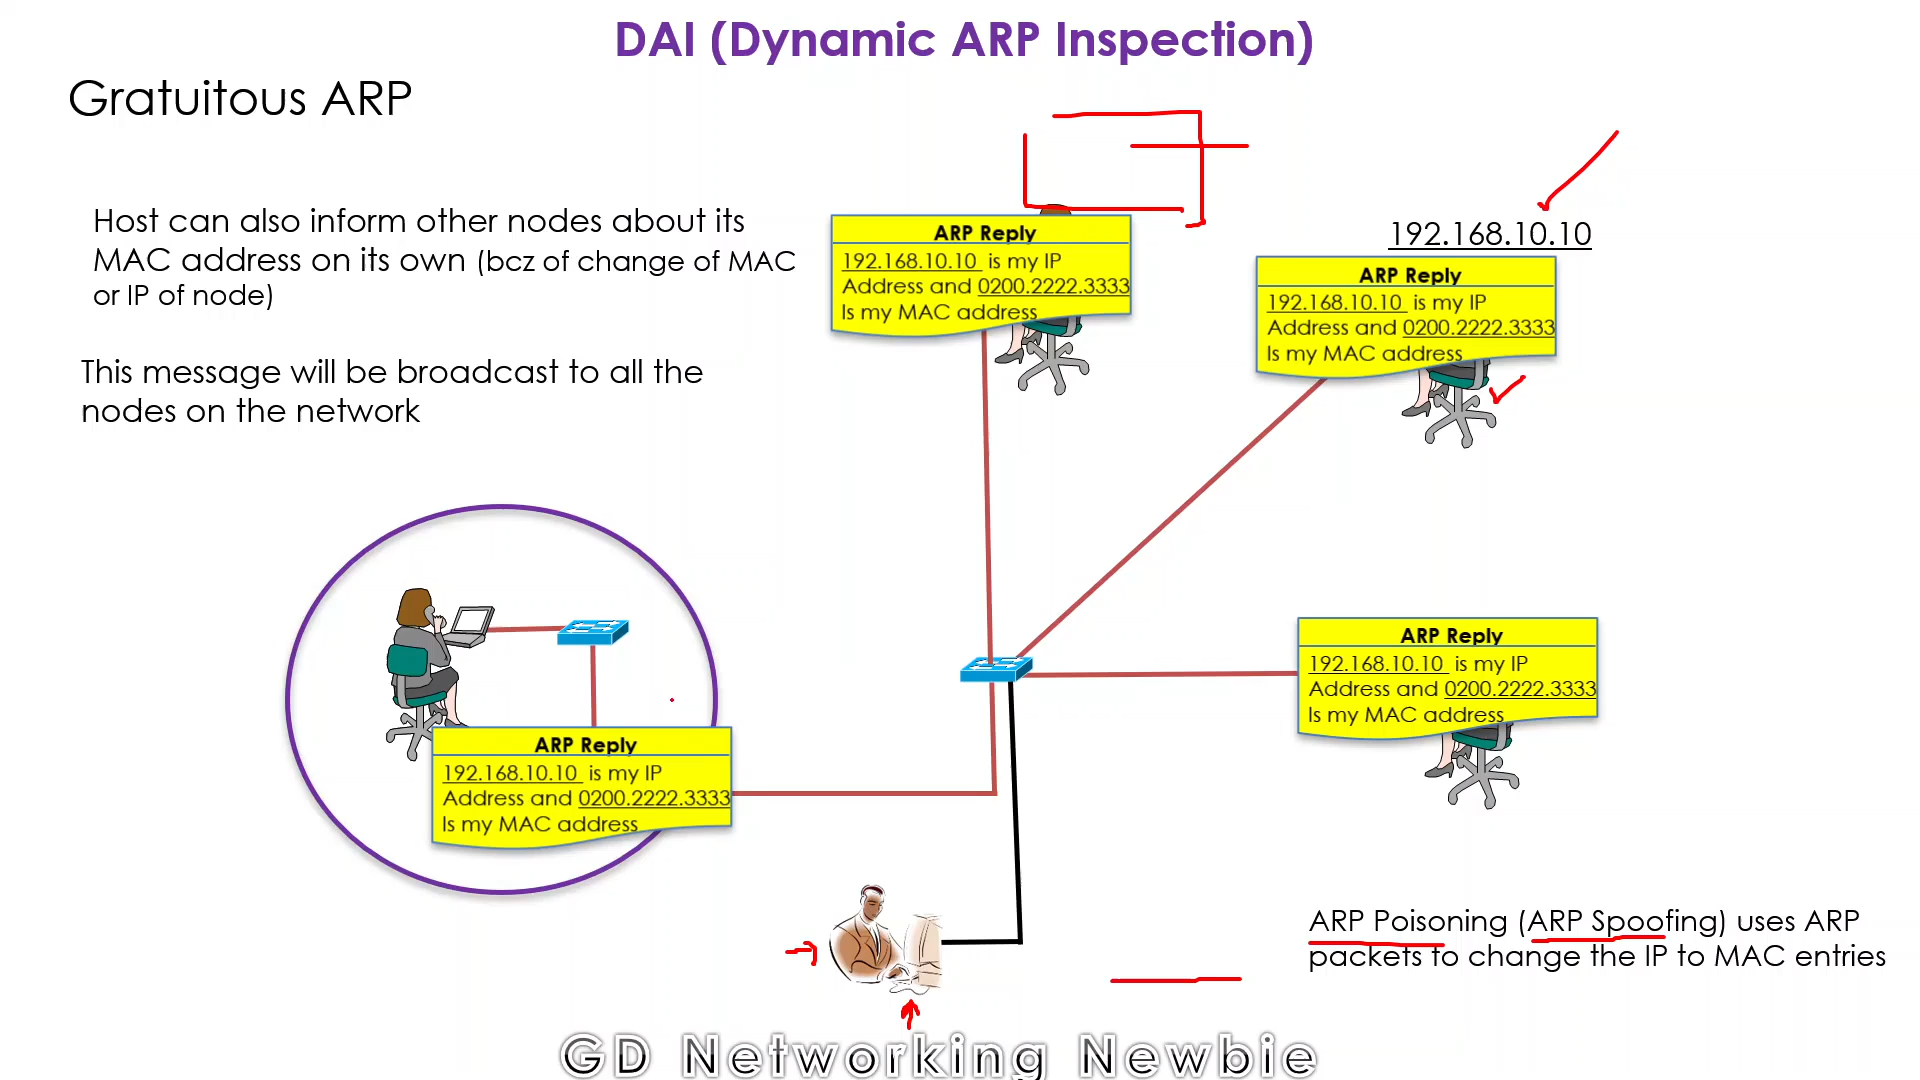 DAI (Dynamic ARP Inspection)
Gratuitous ARP
Host can also inform other nodes about its
MAC address on its own (bcz of change of MAC
or IP of node)
This message will be broadcast to all the
nodes on the network
ARP Reply
192.168.10.10 is my IP
Address and 0200.2222.3333
Is my MAC address
192.168.10.10
ARP Reply
192.168.10.10 is my IP
Address and 0200.2222.3333
Is my MAC address
ARP Reply
192.168.10.10 is my IP
Address and 0200.2222.3333
Is my MAC address
ARP Reply
192.168.10.10 is my IP
Address and 0200.2222.3333
Is my MAC address
ARP Poisoning (ARP Spoofing) uses ARP
packets to change the IP to MAC entries
GD Networking Newbie